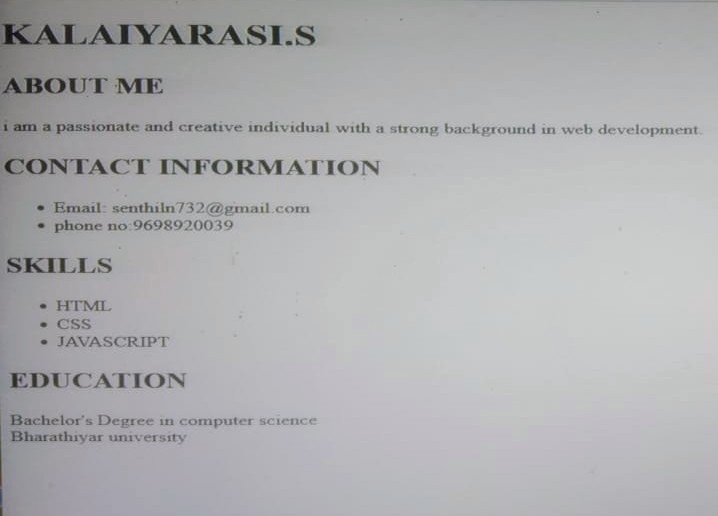 KALAIYARASI.S
ABOUT ME
i am a passionate and creative individual with a strong background in web development.
CONTACT INFORMATION
• Email: senthiln732@gmail.com
• phone no:9698920039
SKILLS
• HTML
• CSS
• JAVASCRIPT
EDUCATION
Bachelor's Degree in computer science
Bharathiyar university